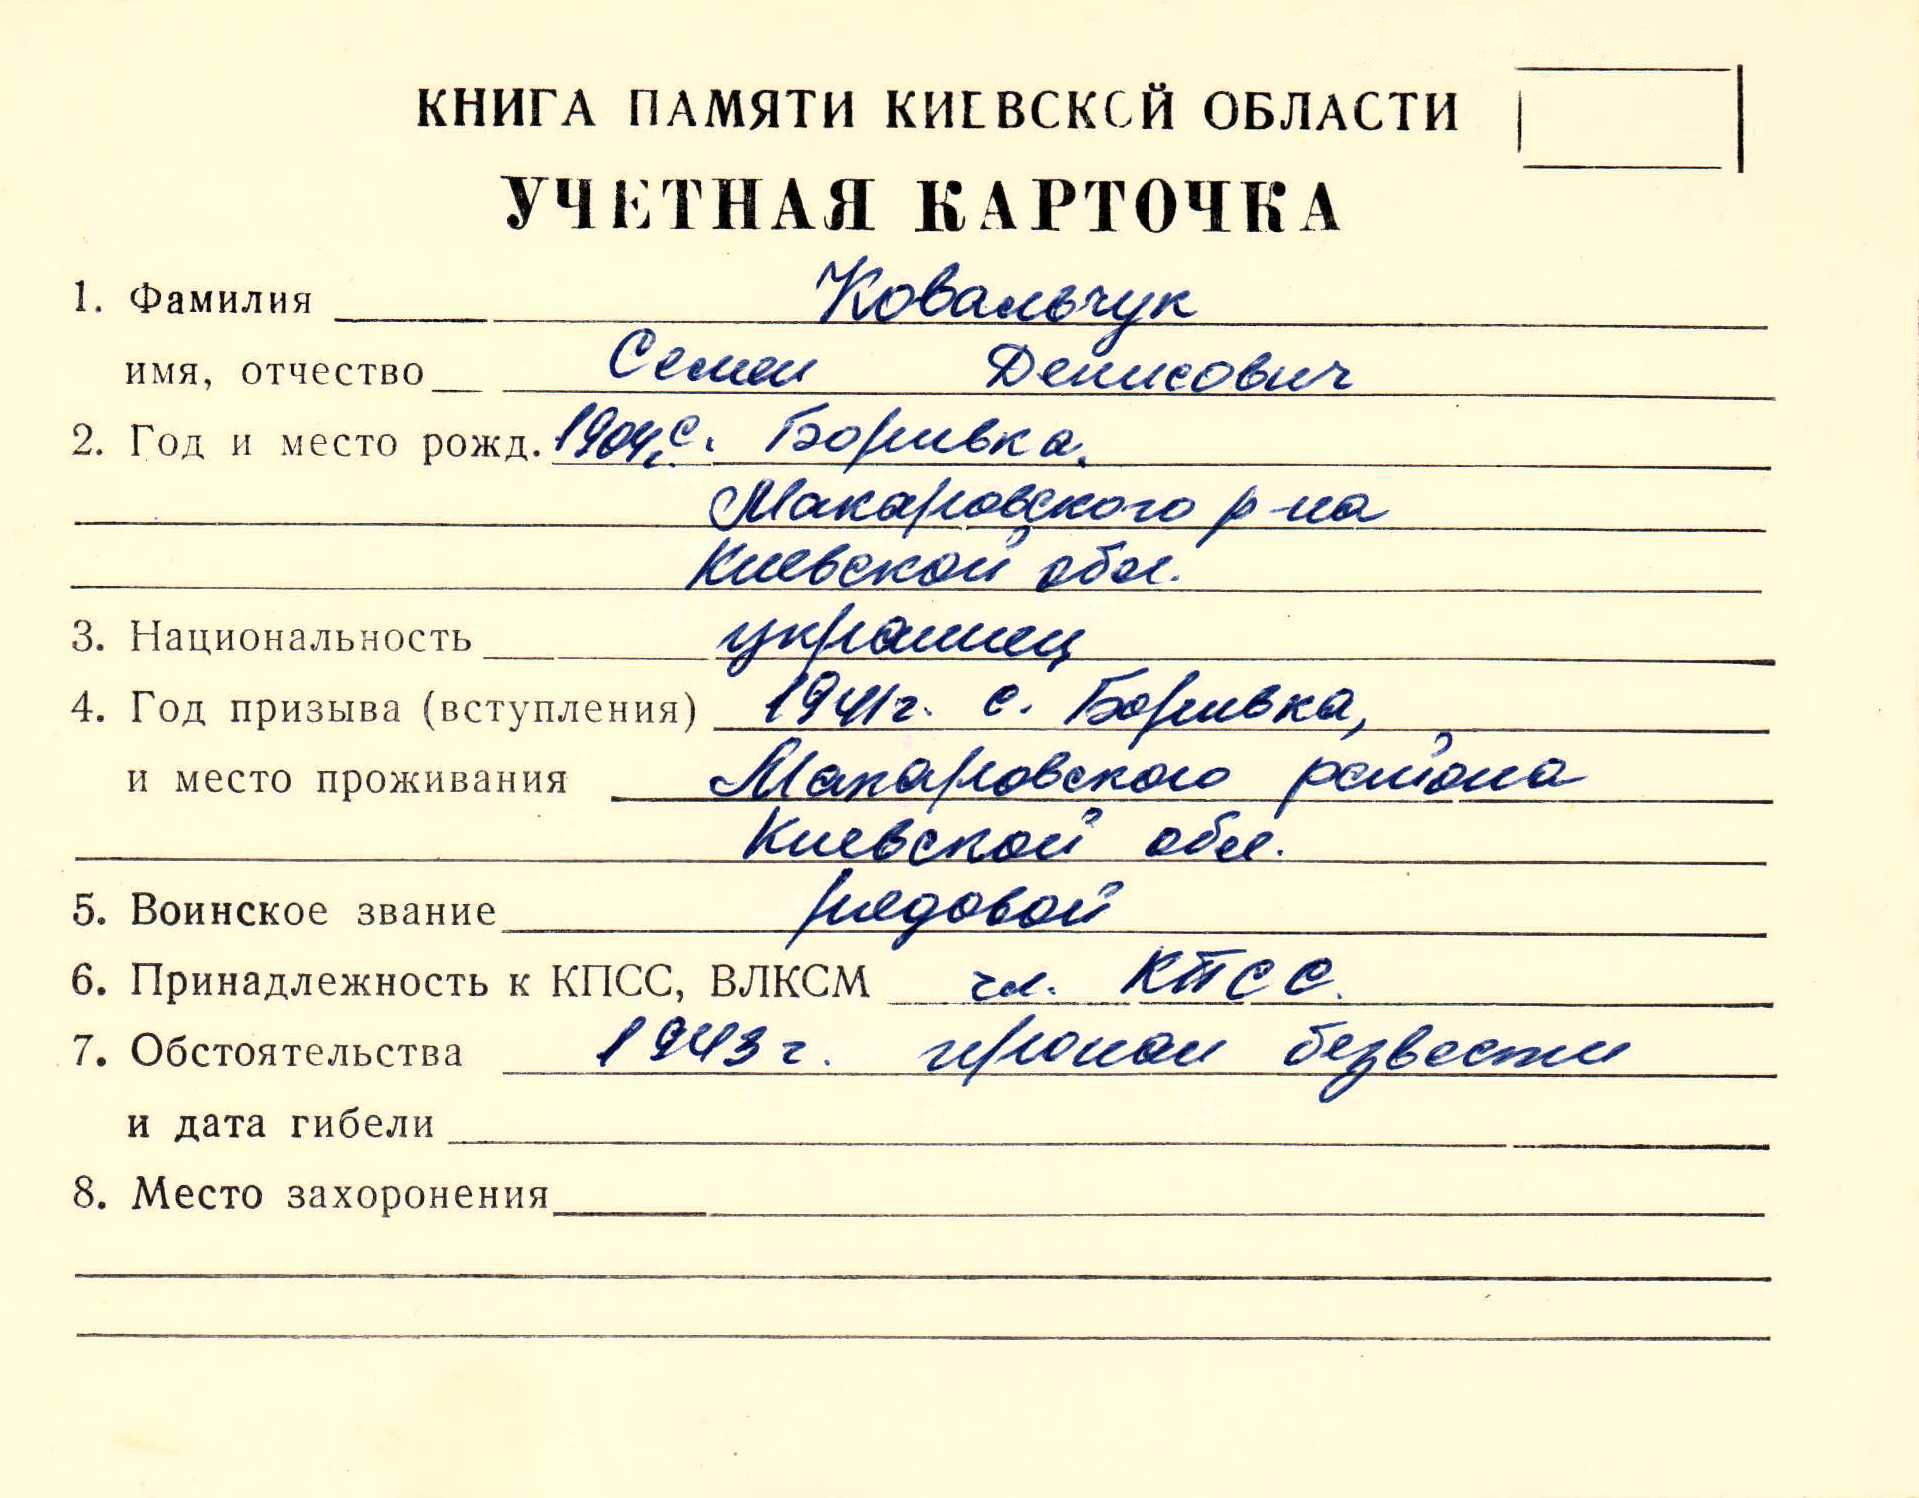 КНИГА ПАМЯТИ КИЕВСКОЙ ОБЛАСТИ
УЧЕТНАЯ КАРТОЧКА
1. Фамилия Ковальчук
имя, отчество Семен Денисович
2. Год и место рожд. 1904 с. Боривка,
Макаровского р-на
Киевской обл.
3. Национальность украинец
4. Год призыва (вступления) 1941г. с. Боривка,
и место проживания Макаровского района
Киевской обл.
5. Воинское звание рядовой
6. Принадлежность к КПСС, ВЛКСМ чл. КПСС
7. Обстоятельства 1943 г. пропал безвести
и дата гибели
8. Место захоронения